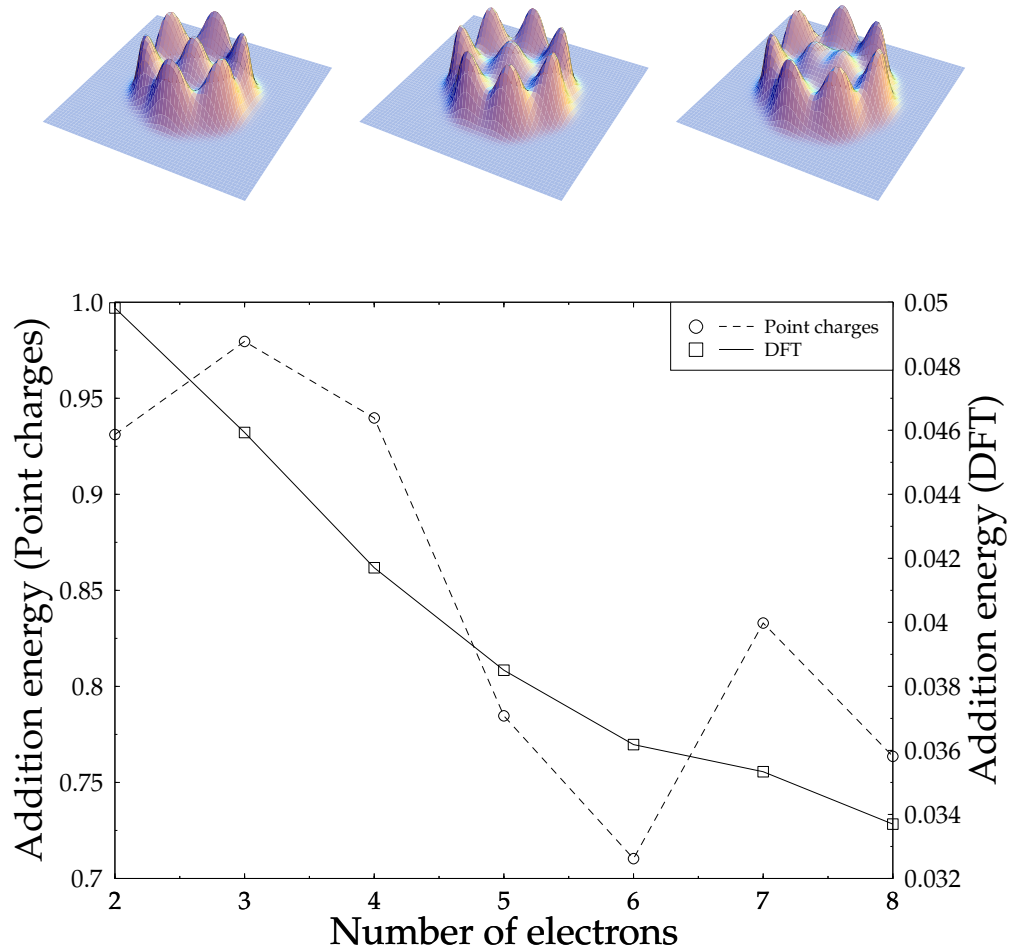 Point charges
DFT
1.0
0.95
0.9
0.85
0.8
0.75
0.7
Addition energy (Point charges)
0.05
0.048
0.046
0.044
0.042
0.04
0.038
0.036
0.034
0.032
Addition energy (DFT)
2 3 4 5 6 7 8
Number of electrons